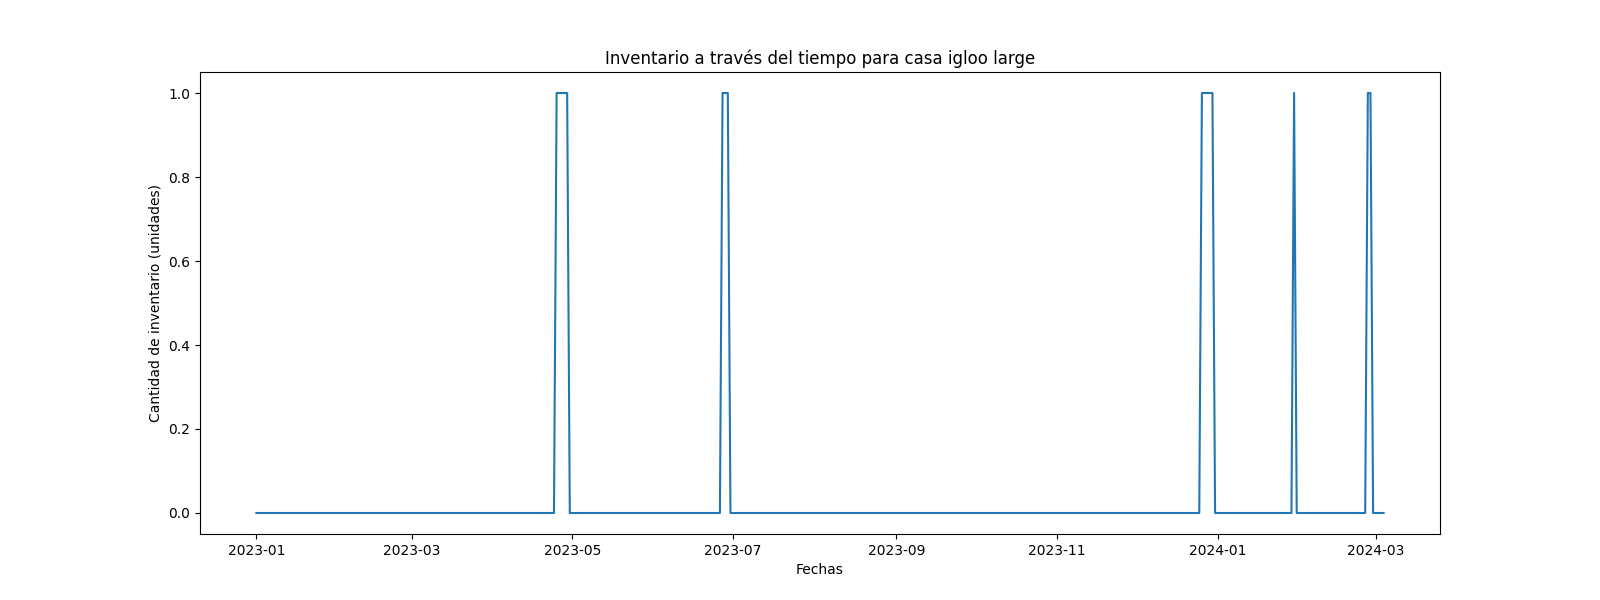 Inventario a través del tiempo para casa igloo large
Cantidad de inventario (unidades)
1.0
0.8
0.6
0.4
0.2
0.0
2023-01 2023-03 2023-05 2023-07 2023-09 2023-11 2024-01 2024-03
Fechas